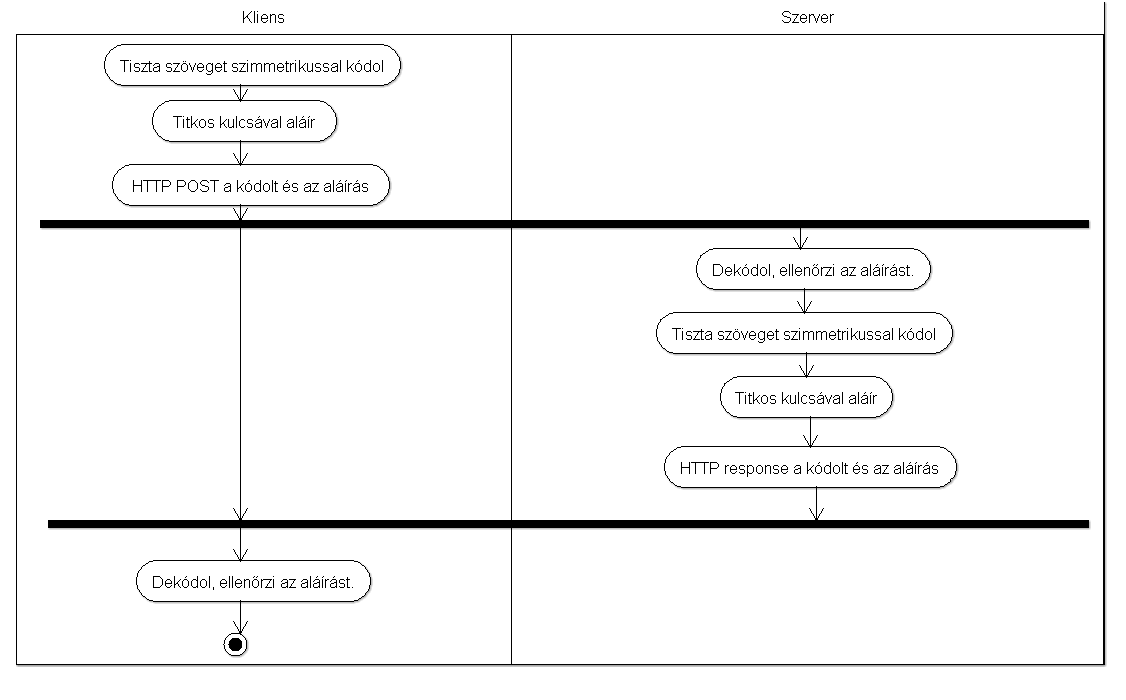 Kliens
Szerver
Tiszta szöveget szimmetrikussal kódol
Titkos kulcsával aláír
HTTP POST a kódolt és az aláírás
Dekódol, ellenőrzi az aláírást.
Tiszta szöveget szimmetrikussal kódol
Titkos kulcsával aláír
HTTP response a kódolt és az aláírás
Dekódol, ellenőrzi az aláírást.